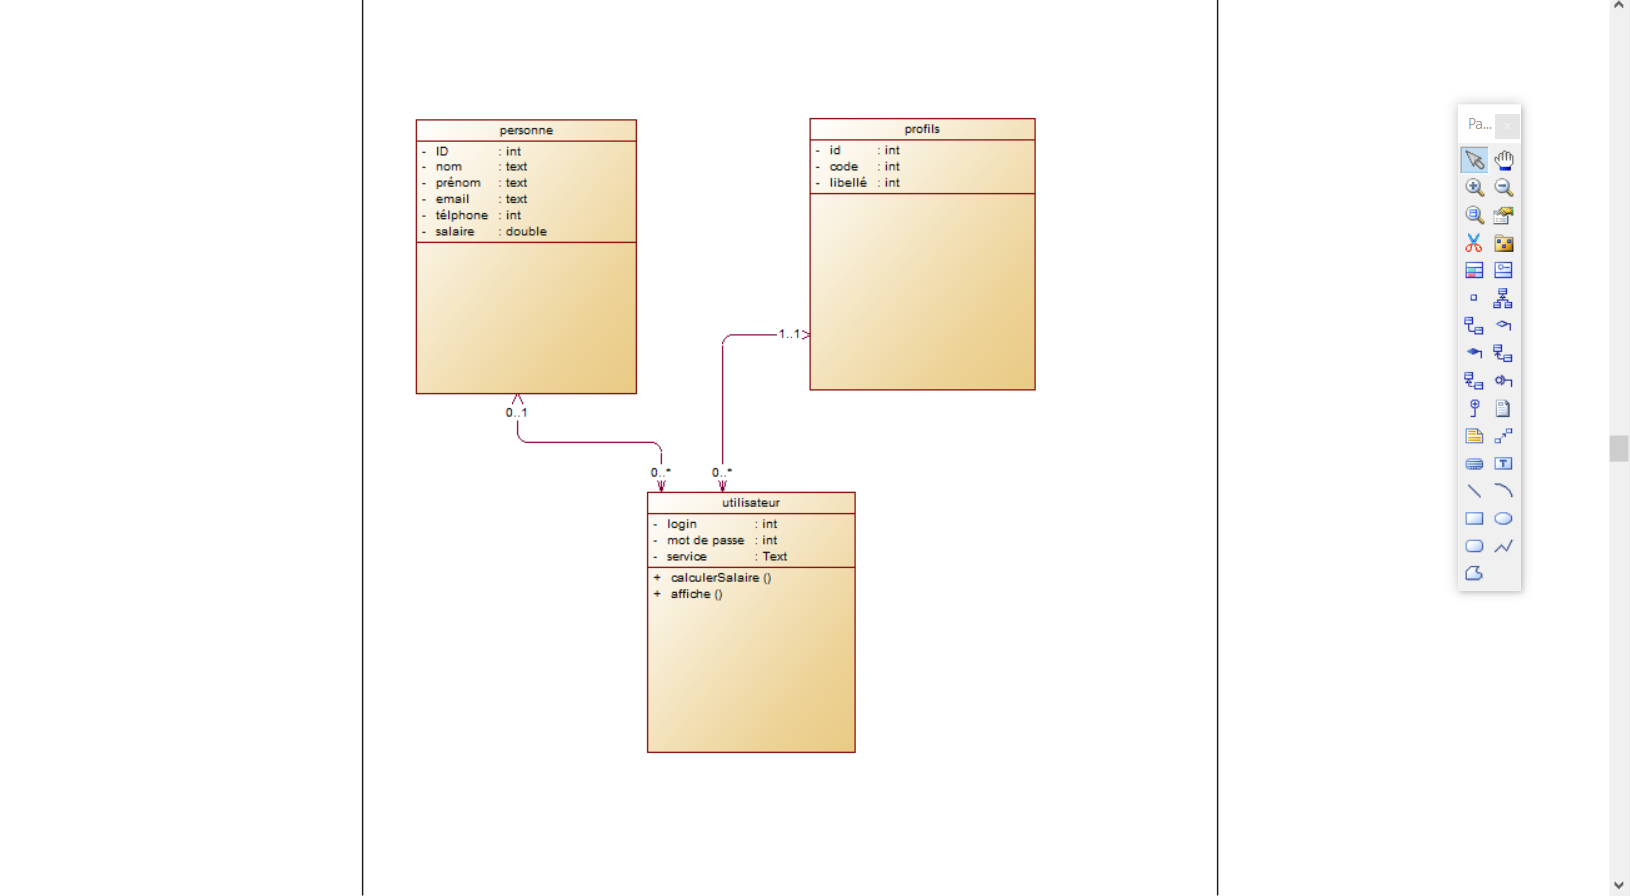 Pa...
personne
- ID : int
- nom : text
- prénom : text
- email : text
- télphone : int
- salaire : double
profils
- id : int
- code : int
- libellé : int
1..1
0..1
0..*
0..*
utilisateur
- login : int
- mot de passe : int
- service : Text
+ calculerSalaire ()
+ affiche ()